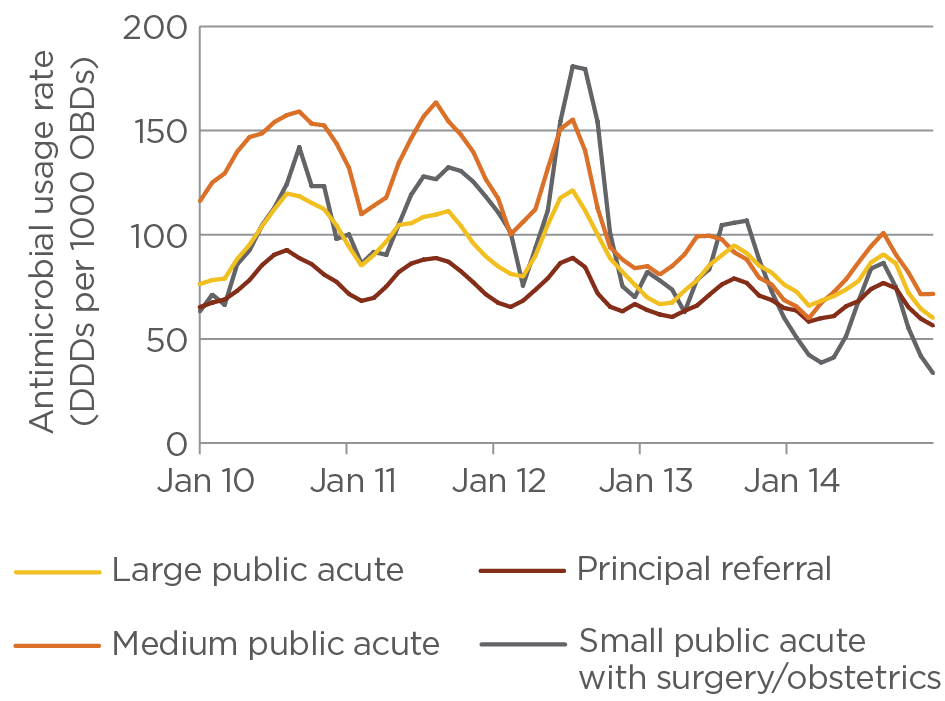 Antimicrobial usage rate
(DDDs per 1000 OBDs)
200
150
100
50
0
Jan 10
Jan 11
Jan 12
Jan 13
Jan 14
Large public acute
Principal referral
Medium public acute
Small public acute
with surgery/obstetrics